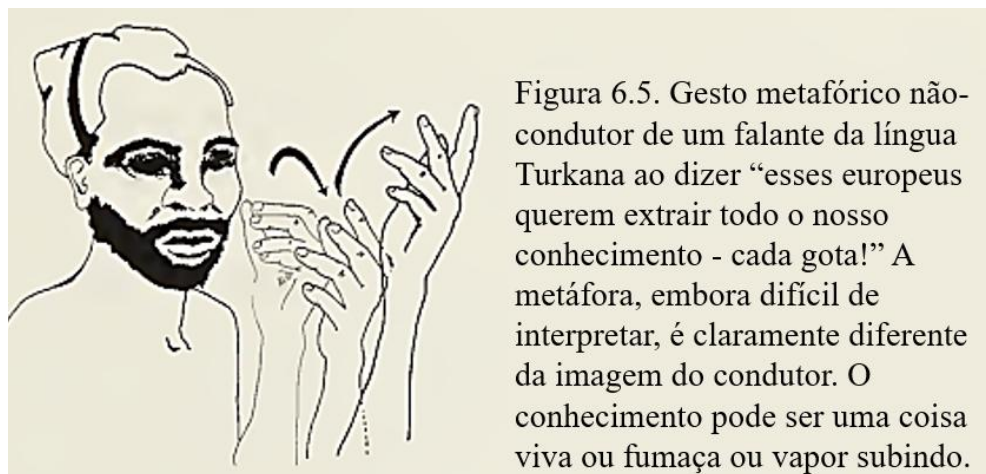 Figura 6.5. Gesto metafórico não-
condutor de um falante da língua
Turkana ao dizer “esses europeus
querem extrair todo o nosso
conhecimento - cada gota!” A
metáfora, embora difícil de
interpretar, é claramente diferente
da imagem do condutor. O
conhecimento pode ser uma coisa
viva ou fumaça ou vapor subindo.